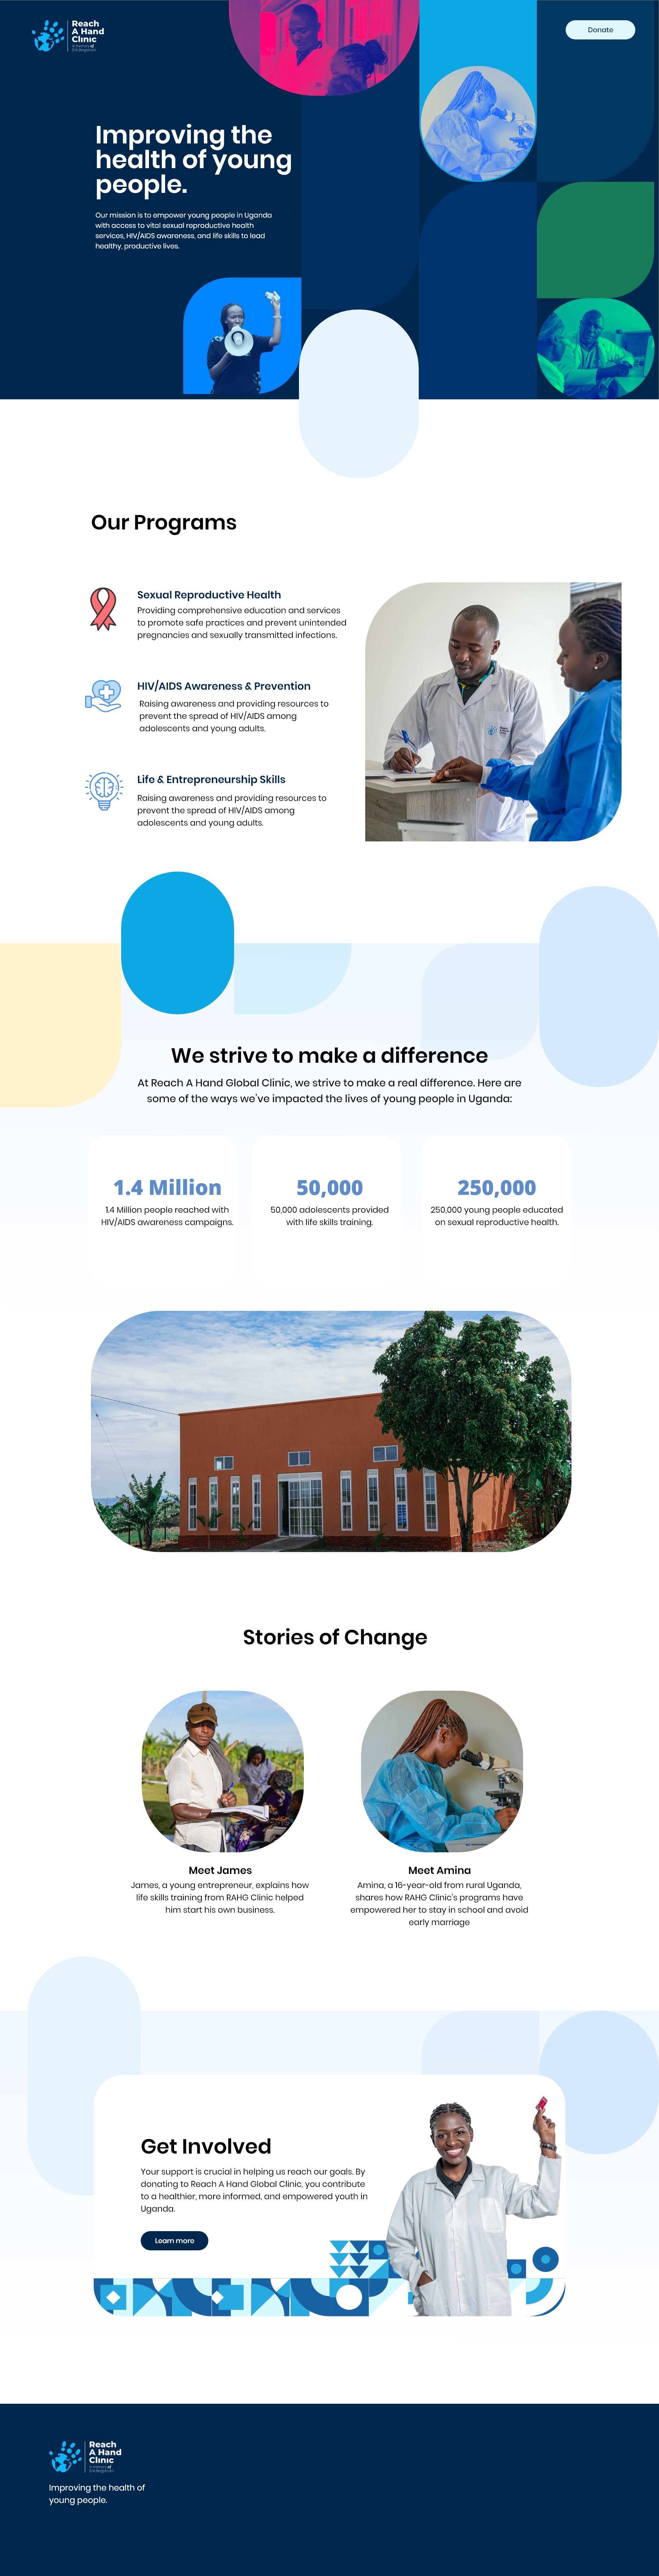 Reach
A Hand
Clinic
in memory of
Donate
Improving the
health of young
people.
Our mission is to empower young people in Uganda
with access to vital sexual reproductive health
services, HIV/AIDS awareness, and life skills to lead
healthy, productive lives.
Our Programs
Sexual Reproductive Health
Providing comprehensive education and services
to promote safe practices and prevent unintended
pregnancies and sexually transmitted infections.
HIV/AIDS Awareness & Prevention
Raising awareness and providing resources to
prevent the spread of HIV/AIDS among
adolescents and young adults.
Life & Entrepreneurship Skills
Raising awareness and providing resources to
prevent the spread of HIV/AIDS among
adolescents and young adults.
We strive to make a difference
At Reach A Hand Global Clinic, we strive to make a real difference. Here are
some of the ways we've impacted the lives of young people in Uganda:
1.4 Million
1.4 Million people reached with
HIV/AIDS awareness campaigns.
50,000
50,000 adolescents provided
with life skills training.
250,000
250,000 young people educated
on sexual reproductive health.
Stories of Change
Meet James
James, a young entrepreneur, explains how
life skills training from RAHG Clinic helped
him start his own business.
Meet Amina
Amina, a 16-year-old from rural Uganda,
shares how RAHG Clinic's programs have
empowered her to stay in school and avoid
early marriage
Get Involved
Your support is crucial in helping us reach our goals. By
donating to Reach A Hand Global Clinic, you contribute
to a healthier, more informed, and empowered youth in
Uganda.
Learn more
Reach
A Hand
Clinic
in memory of
Improving the health of
young people.